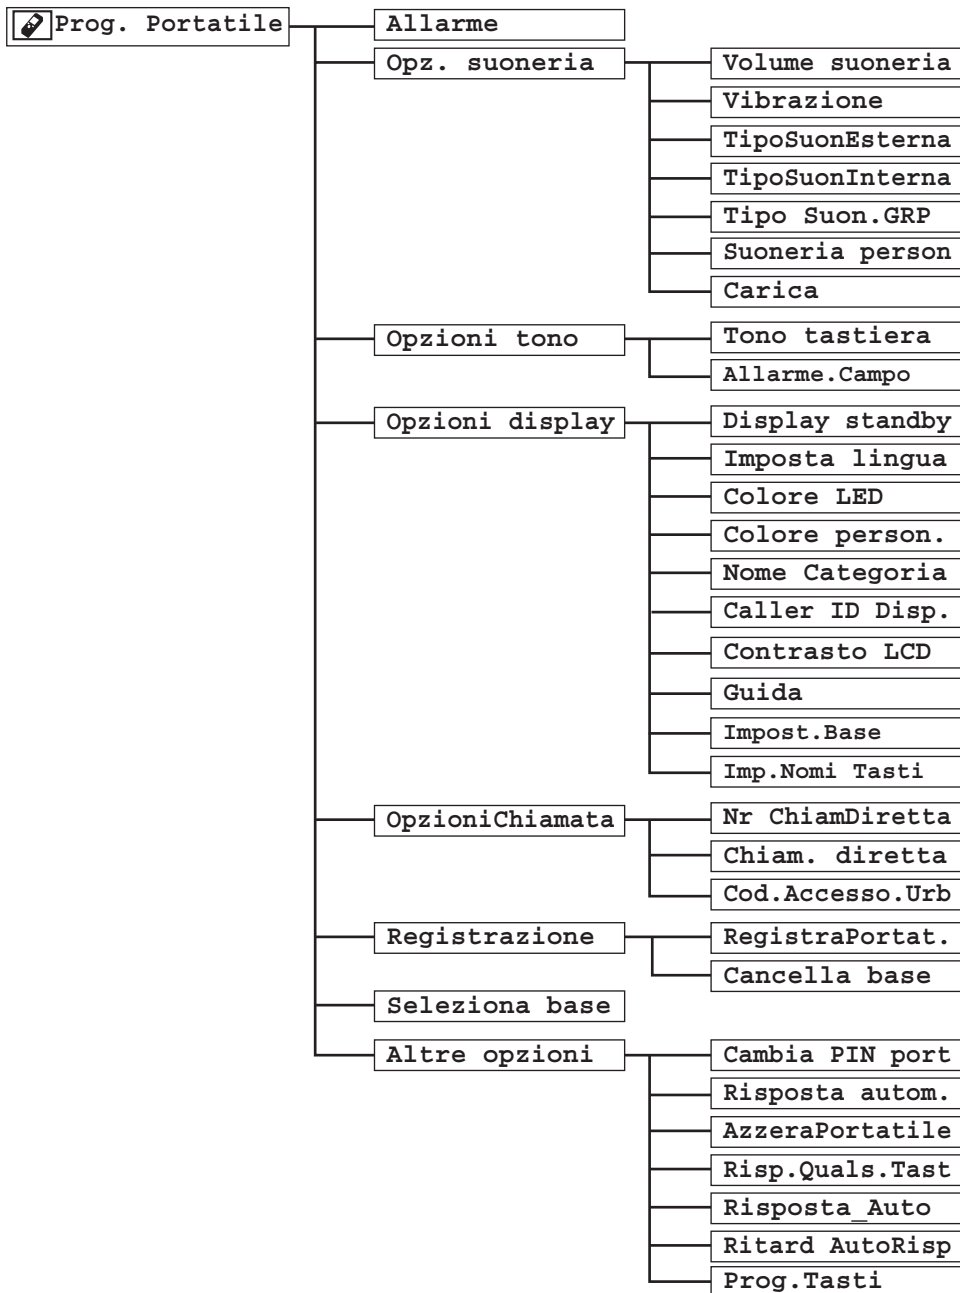 Prog. Portatile
Allarme
Opz. suoneria
Volume suoneria
Vibrazione
TipoSuonEsterna
TipoSuonInterna
Tipo Suon.GRP
Suoneria person
Carica
Opzioni tono
Tono tastiera
Allarme.Campo
Opzioni display
Display standby
Imposta lingua
Colore LED
Colore person.
Nome Categoria
Caller ID Disp.
Contrasto LCD
Guida
Impost.Base
Imp.Nomi Tasti
OpzioniChiamata
Nr ChiamDiretta
Chiam. diretta
Cod.Accesso.Urb
Registrazione
RegistraPortat.
Cancella base
Seleziona base
Altre opzioni
Cambia PIN port
Risposta autom.
AzzeraPortatile
Risp.Quals.Tast
Risposta_Auto
Ritard AutoRisp
Prog.Tasti